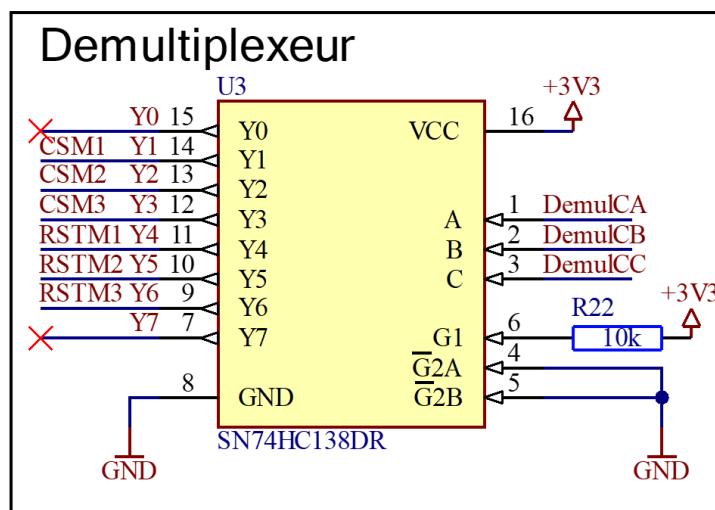 Demultiplexeur
U3
+3V3
Y0 15 Y0 VCC 16
CSM1 Y1 14 Y1
CSM2 Y2 13 Y2
CSM3 Y3 12 Y3 A 1 DemulCA
RSTM1 Y4 11 Y4 B 2 DemulCB
RSTM2 Y5 10 Y5 C 3 DemulCC
RSTM3 Y6 9 Y6 R22 +3V3
Y7 7 Y7 G1 6 10k
G̅2A 4
8 GND G̅2B 5
SN74HC138DR
GND GND